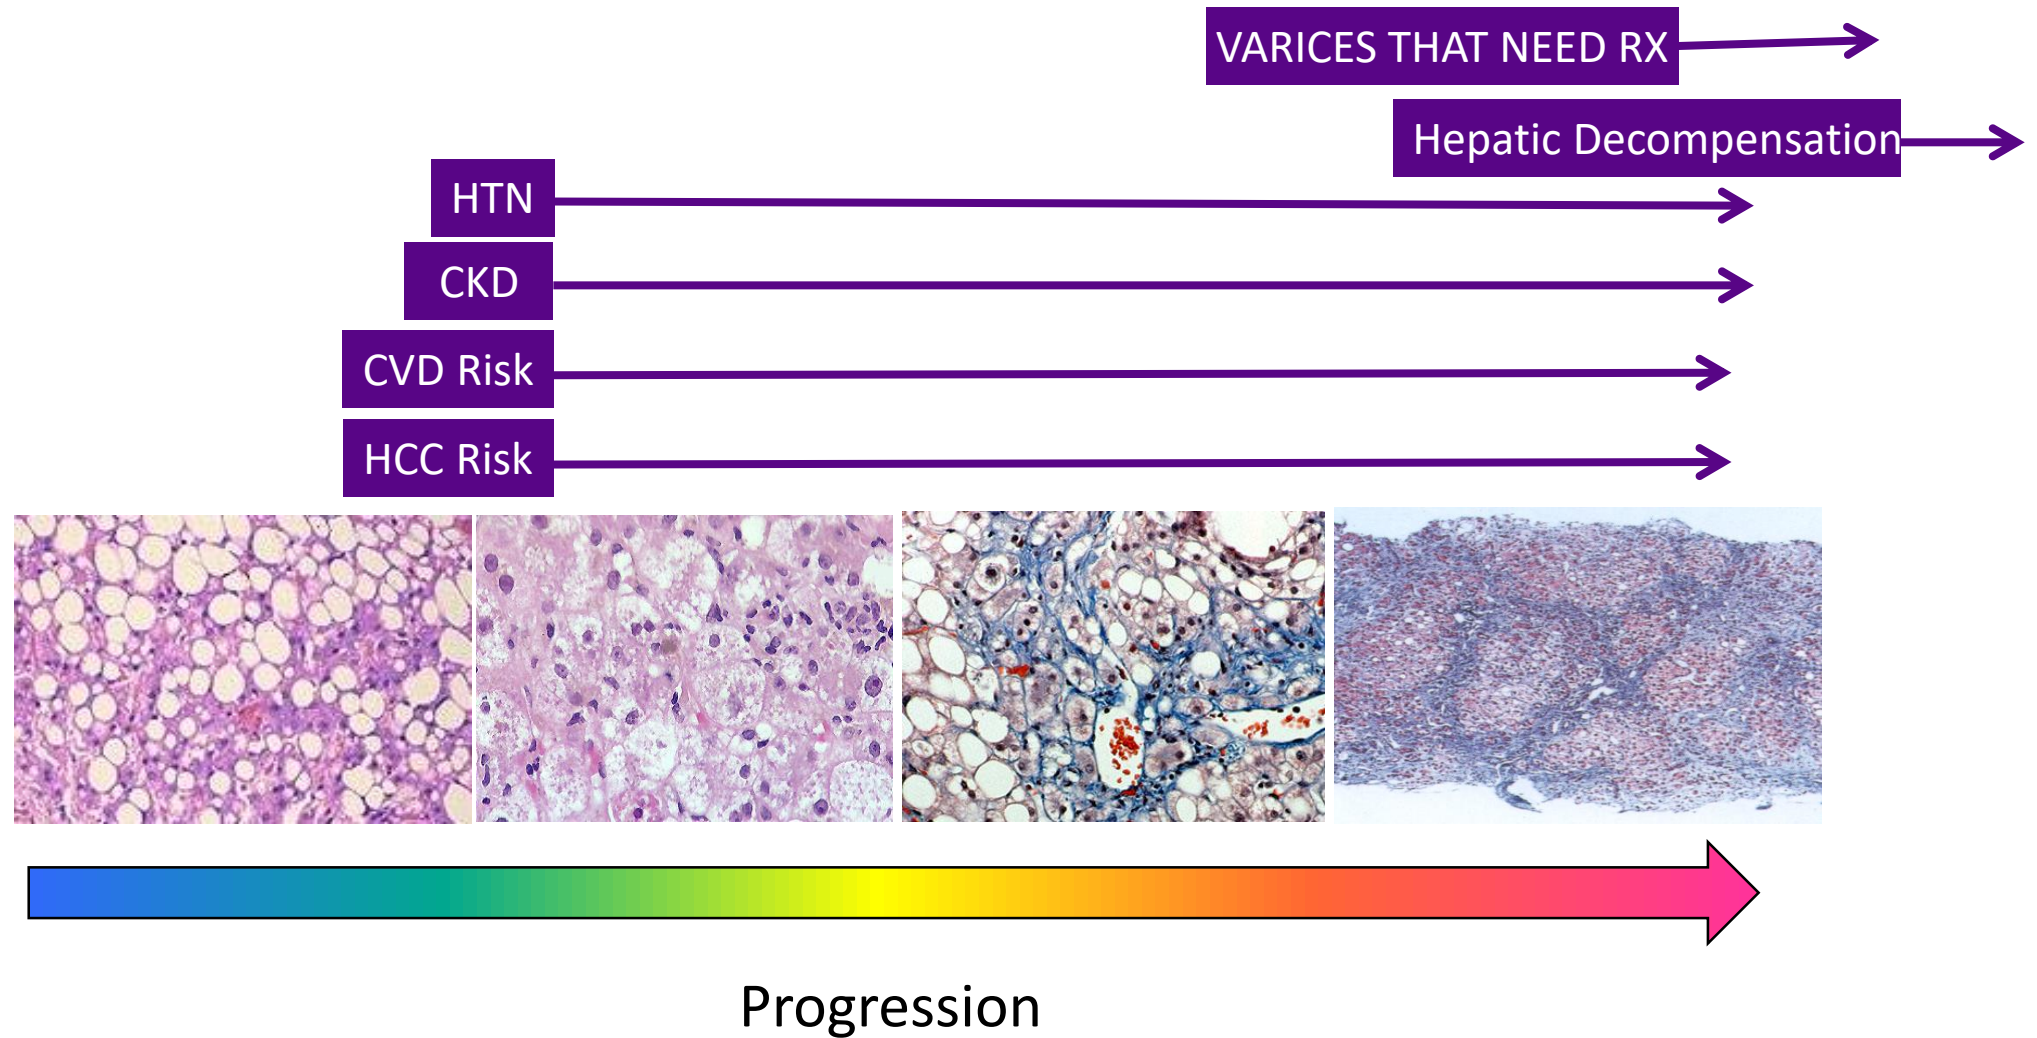 VARICES THAT NEED RX
Hepatic Decompensation
HTN
CKD
CVD Risk
HCC Risk
Progression